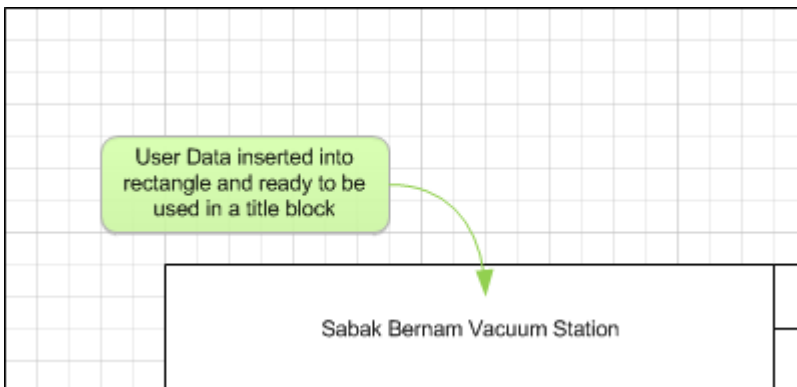 User Data inserted into
rectangle and ready to be
used in a title block
Sabak Bernam Vacuum Station